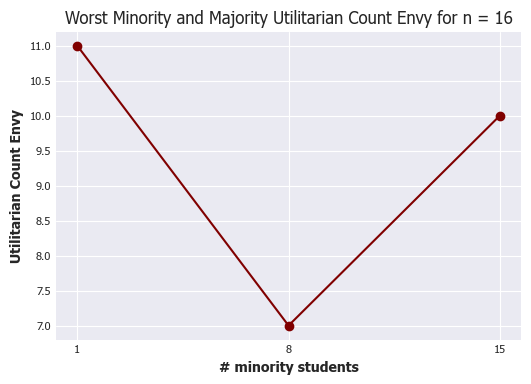 Worst Minority and Majority Utilitarian Count Envy for n = 16
11.0
10.5
10.0
9.5
9.0
8.5
8.0
7.5
7.0
Utilitarian Count Envy
1 8 15
# minority students